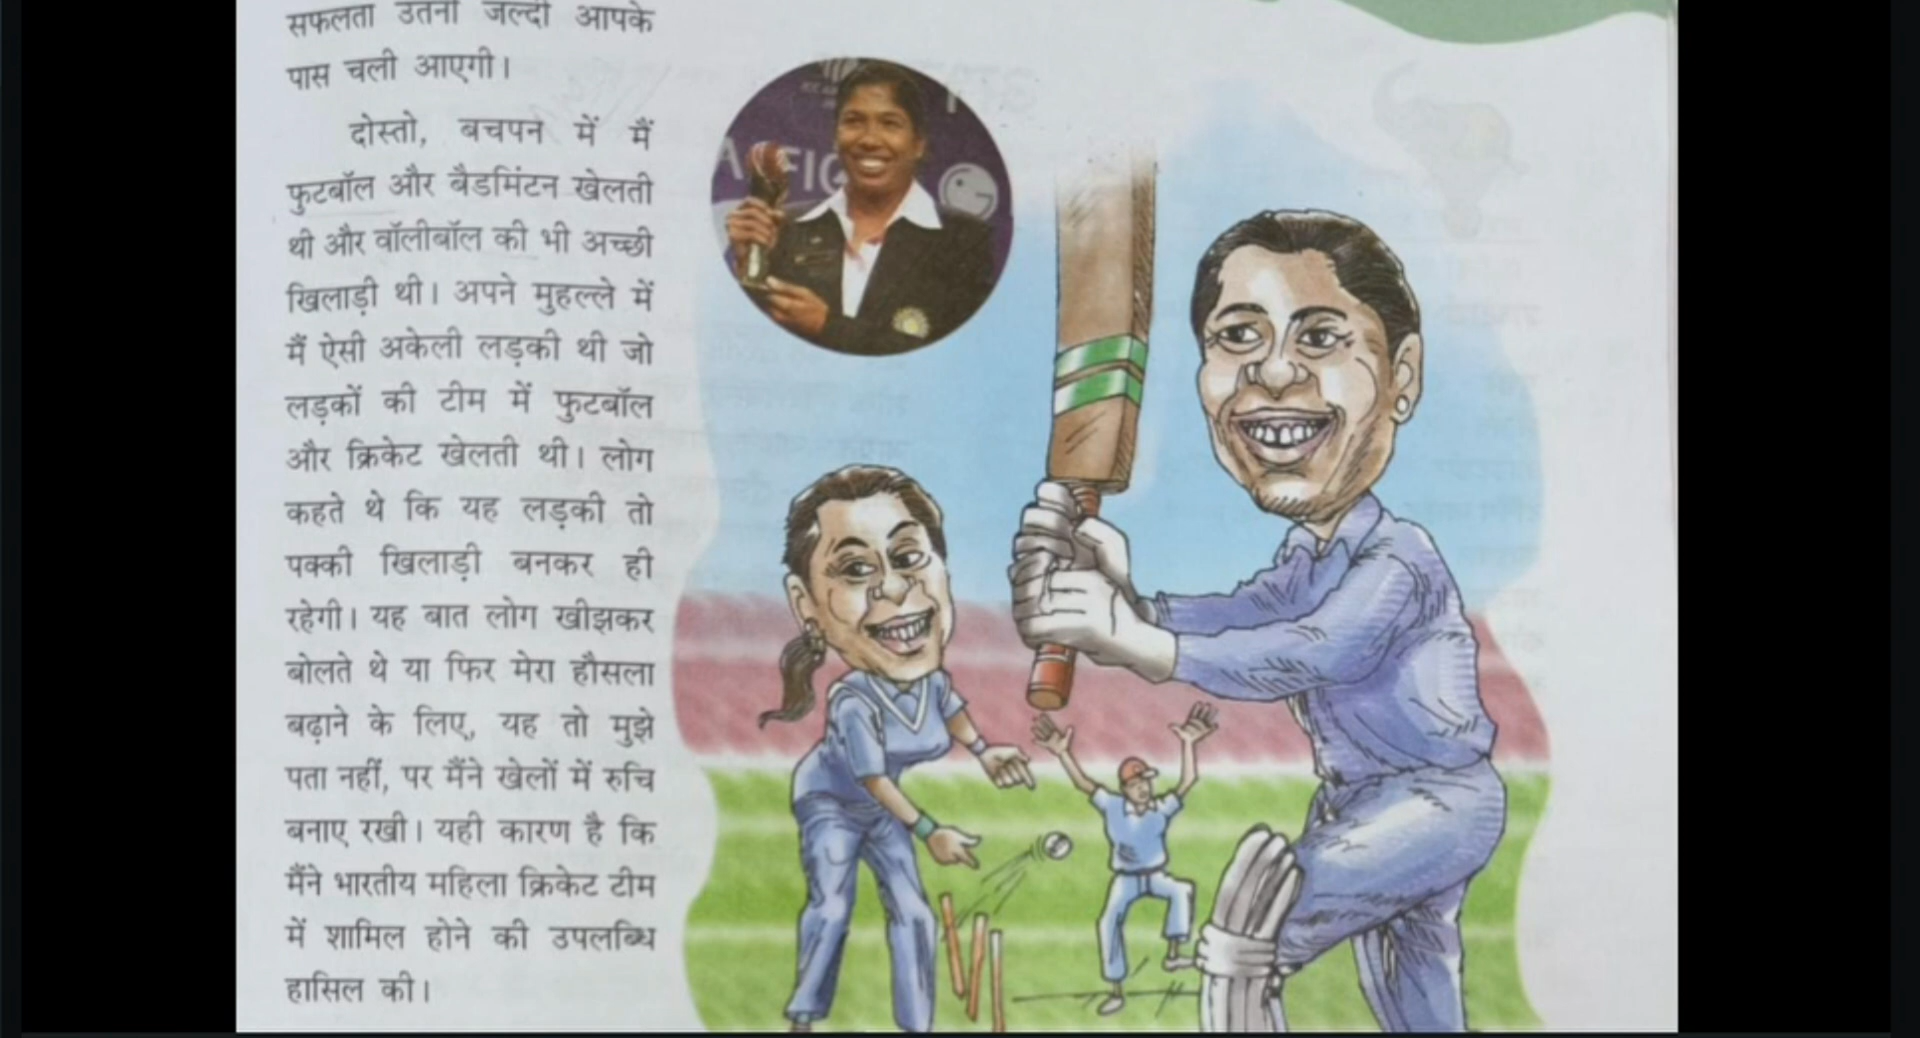 सफलता उतनी जल्दी आपके
पास चली आएगी।
दोस्तो, बचपन में मैं
फुटबॉल और बैडमिंटन खेलती
थी और वॉलीबॉल की भी अच्छी
खिलाड़ी थी। अपने मुहल्ले में
मैं ऐसी अकेली लड़की थी जो
लड़कों की टीम में फुटबॉल
और क्रिकेट खेलती थी। लोग
कहते थे कि यह लड़की तो
पक्की खिलाड़ी बनकर ही
रहेगी। यह बात लोग खीझकर
बोलते थे या फिर मेरा हौसला
बढ़ाने के लिए, यह तो मुझे
पता नहीं, पर मैंने खेलों में रुचि
बनाए रखी। यही कारण है कि
मैंने भारतीय महिला क्रिकेट टीम
में शामिल होने की उपलब्धि
हासिल की।